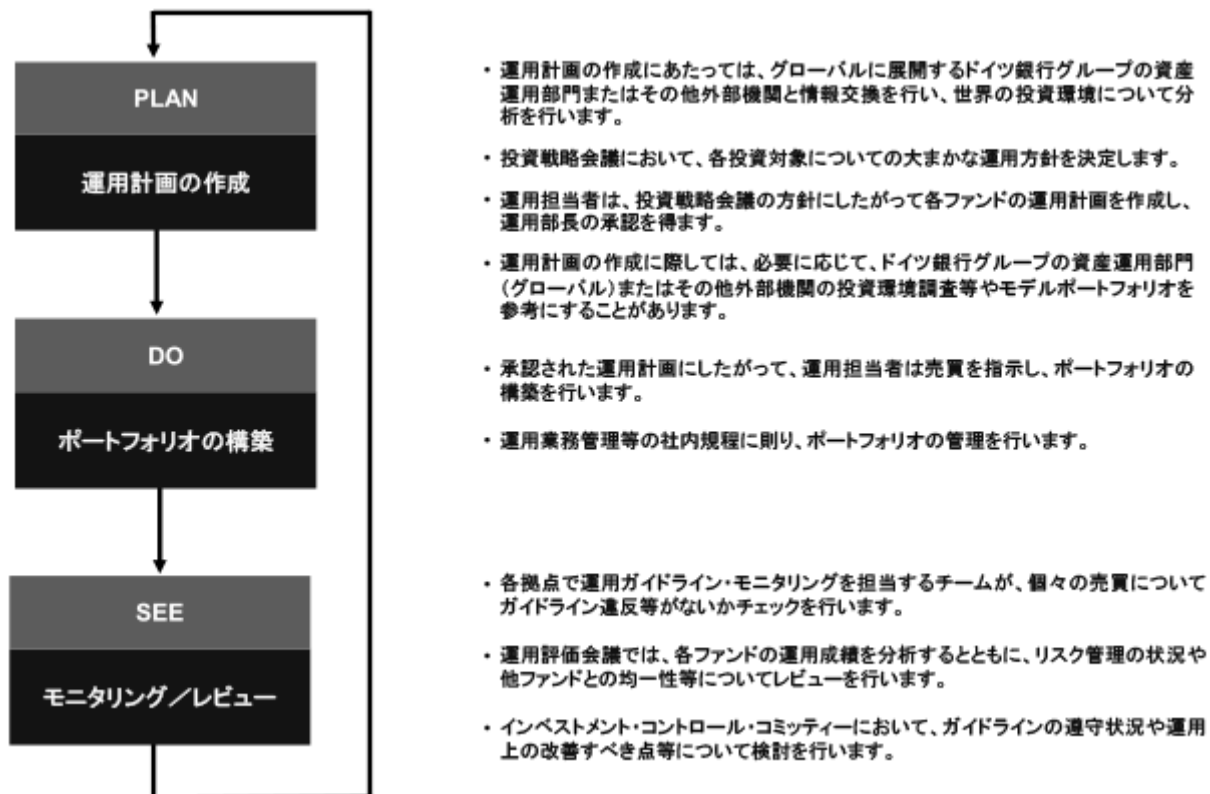 PLAN
運用計画の作成
・運用計画の作成にあたっては、グローバルに展開するドイツ銀行グループの資産
運用部門またはその他外部機関と情報交換を行い、世界の投資環境について分
析を行います。
・投資戦略会議において、各投資対象についての大まかな運用方針を決定します。
・運用担当者は、投資戦略会議の方針にしたがって各ファンドの運用計画を作成し、
運用部長の承認を得ます。
・運用計画の作成に際しては、必要に応じて、ドイツ銀行グループの資産運用部門
(グローバル)またはその他外部機関の投資環境調査等やモデルポートフォリオを
参考にすることがあります。
DO
ポートフォリオの構築
・承認された運用計画にしたがって、運用担当者は売買を指示し、ポートフォリオの
構築を行います。
・運用業務管理等の社内規程に則り、ポートフォリオの管理を行います。
SEE
モニタリング/レビュー
・各拠点で運用ガイドライン・モニタリングを担当するチームが、個々の売買について
ガイドライン違反等がないかチェックを行います。
・運用評価会議では、各ファンドの運用成績を分析するとともに、リスク管理の状況や
他ファンドとの均一性等についてレビューを行います。
・インベストメント・コントロール・コミッティーにおいて、ガイドラインの遵守状況や運用
上の改善すべき点等について検討を行います。